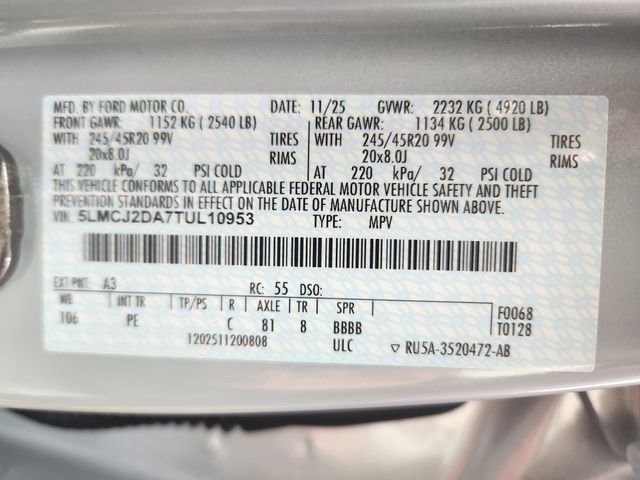 MFD. BY FORD MOTOR CO. DATE: 11/25 GVWR: 2232 KG ( 4920 LB)
FRONT GAWR: 1152 KG ( 2540 LB) REAR GAWR: 1134 KG ( 2500 LB)
WITH 245/45R20 99V TIRES WITH 245/45R20 99V TIRES
20x8.0J RIMS 20x8.0J RIMS
AT 220 kPa/ 32 PSI COLD AT 220 kPa/ 32 PSI COLD
THIS VEHICLE CONFORMS TO ALL APPLICABLE FEDERAL MOTOR VEHICLE SAFETY AND THEFT
PREVENTION STANDARDS IN EFFECT ON THE DATE OF MANUFACTURE SHOWN ABOVE.
VIN: 5LMCJ2DA7TUL10953 TYPE: MPV
EXT PNT: A3 RC: 55 DSO:
WB INT TR TP/PS R AXLE TR SPR F0068
106 PE C 81 8 BBBB T0128
1202511200808 ULC ▽ RU5A-3520472-AB